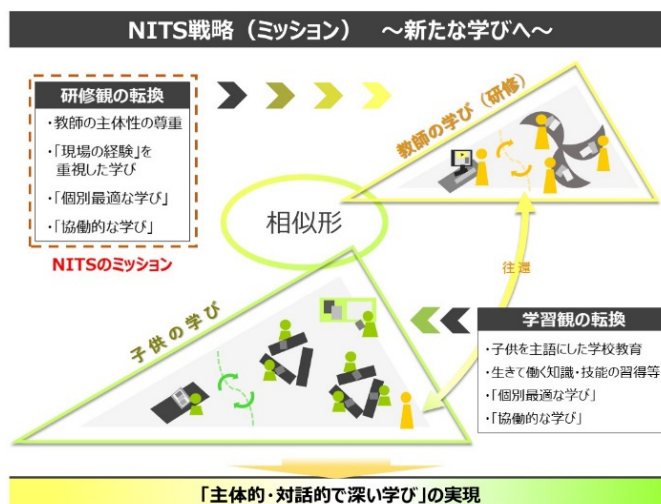 NITS戦略（ミッション）　～新たな学びへ～
研修観の転換
・教師の主体性の尊重
・「現場の経験」を
重視した学び
・「個別最適な学び」
・「協働的な学び」
NITSのミッション
教師の学び（研修）
相似形
往還
子供の学び
学習観の転換
・子供を主語にした学校教育
・生きて働く知識・技能の習得等
・「個別最適な学び」
・「協働的な学び」
「主体的・対話的で深い学び」の実現